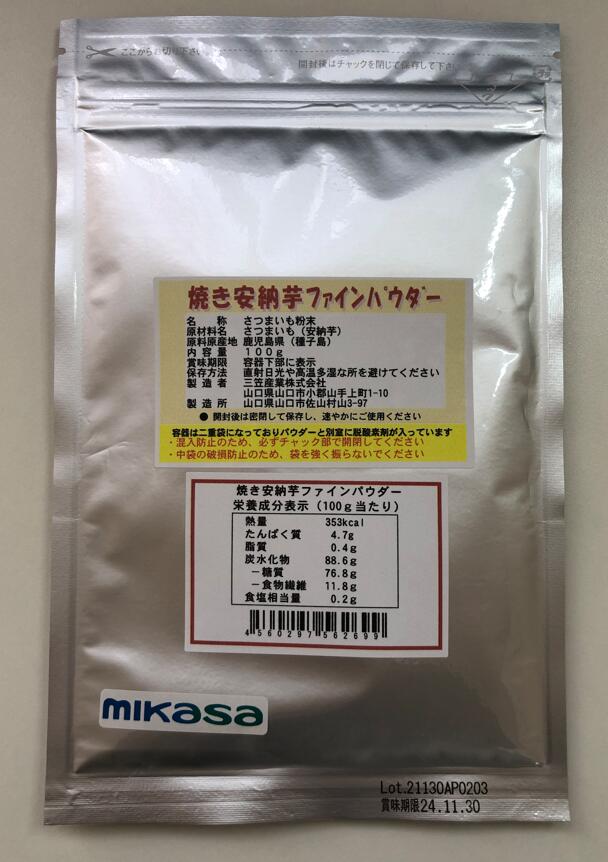 ここからお切り下さい
開封後はチャックを閉じて保存して下さい
焼き安納芋ファインパウダー
名　　称　さつまいも粉末
原材料名　さつまいも（安納芋）
原料原産地　鹿児島県（種子島）
内 容 量　１００ｇ
賞味期限　容器下部に表示
保存方法　直射日光や高温多湿な所を避けてください
製 造 者　三笠産業株式会社
山口県山口市小郡山手上町1-10
製 造 所　山口県山口市佐山村山3-97
● 開封後は密閉して保存し、速やかにご使用ください
容器は二重袋になっておりパウダーと別室に脱酸素剤が入っています
・混入防止のため、必ずチャック部で開閉してください
・中袋の破損防止のため、袋を強く振らないでください
焼き安納芋ファインパウダー
栄養成分表示（100ｇ当たり）
熱量　353kcal
たんぱく質　4.7g
脂質　0.4g
炭水化物　88.6g
－糖質　76.8g
－食物繊維　11.8g
食塩相当量　0.2g
4 560297 562699
mikasa
Lot.21130AP0203
賞味期限24.11.30